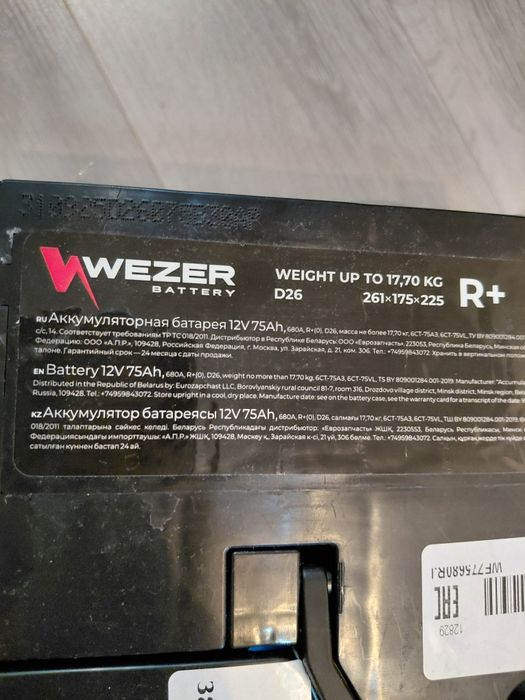 WEZER
BATTERY
WEIGHT UP TO 17,70 KG
D26
261×175×225
R+
RU Аккумуляторная батарея 12V 75Ah, 680A, R+(0), D26, масса не более 17,70 кг, 6СТ-75А3, 6СТ-75VL, TУ BY 809001284.
с/с, 14. Соответствует требованиям ТР ТС 018/2011. Дистрибьютор в Республике Беларусь: ООО «Еврозапчасть», 223053, Республика Беларусь,
Федерацию: ООО «А.П.Р.», 109428, Российская Федерация, г. Москва, ул. Зарайская, д. 21, ком. 306. Тел.: +74959843072. Хранить в вертикальном
талоне. Гарантийный срок — 24 месяца с даты продажи.
EN Battery 12V 75Ah, 680A, R+(0), D26, weight no more than 17,70 kg, 6CT-75A3, 6CT-75VL, TS BY 809001284.001-2019. Manufacturer: "Accumul
Distributed in the Republic of Belarus by: Eurozapchast LLC, Borovlyanskiy rural council 81-7, room 316, Drozdovo village district, Minsk district, Minsk region,
Russia, 109428, Tel. +74959843072. Store upright in a cool, dry place. Manufacture date: see on the battery case, see the warranty card for a transcript of the date.
KZ Аккумулятор батареясы 12V 75Ah, 680A, R+(0), D26, салмағы 17,70 кг, 6СТ-75А3, 6СТ-75VL, ТШ BY 809001284.001-2019.
018/2011 талаптарына сәйкес келеді. Беларусь Республикасындағы дистрибьютор: «Еврозапчасть» ЖШҚ, 2230553, Беларусь Республикасы, Минск
Федерациясындағы импорттаушы: «А.П.Р.» ЖШҚ, 109428, Мәскеу қ., Зарайская к-сі, 21 үй, 306 бөлме. Тел.: +74959843072. Салқын, құрғақ
сатылған күннен бастап 24 ай.
WF775680R.1
EAC
12829